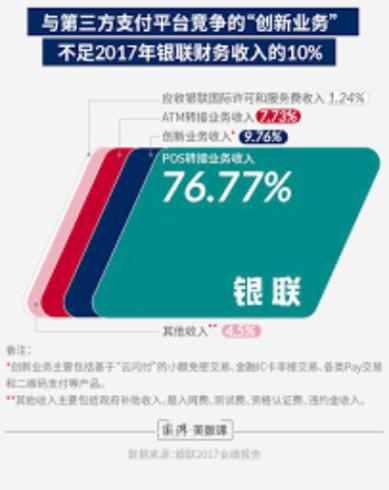 与第三方支付平台竞争的“创新业务”
不足2017年银联财务收入的10%
应收银联国际许可和服务费收入 1.24%
ATM转接业务收入 7.73%
创新业务收入* 9.76%
POS转接业务收入
76.77%
银联
其他收入** 4.5%
备注：
*创新业务主要包括基于“云闪付”的小额免密交易、金融IC卡非接交易、各类Pay交易
和二维码支付等产品。
**其他收入主要包括政府补助收入、题入网费、测试费、资格认证费、违约金收入。
澎湃·美数课
数据来源：银联2017业绩报告